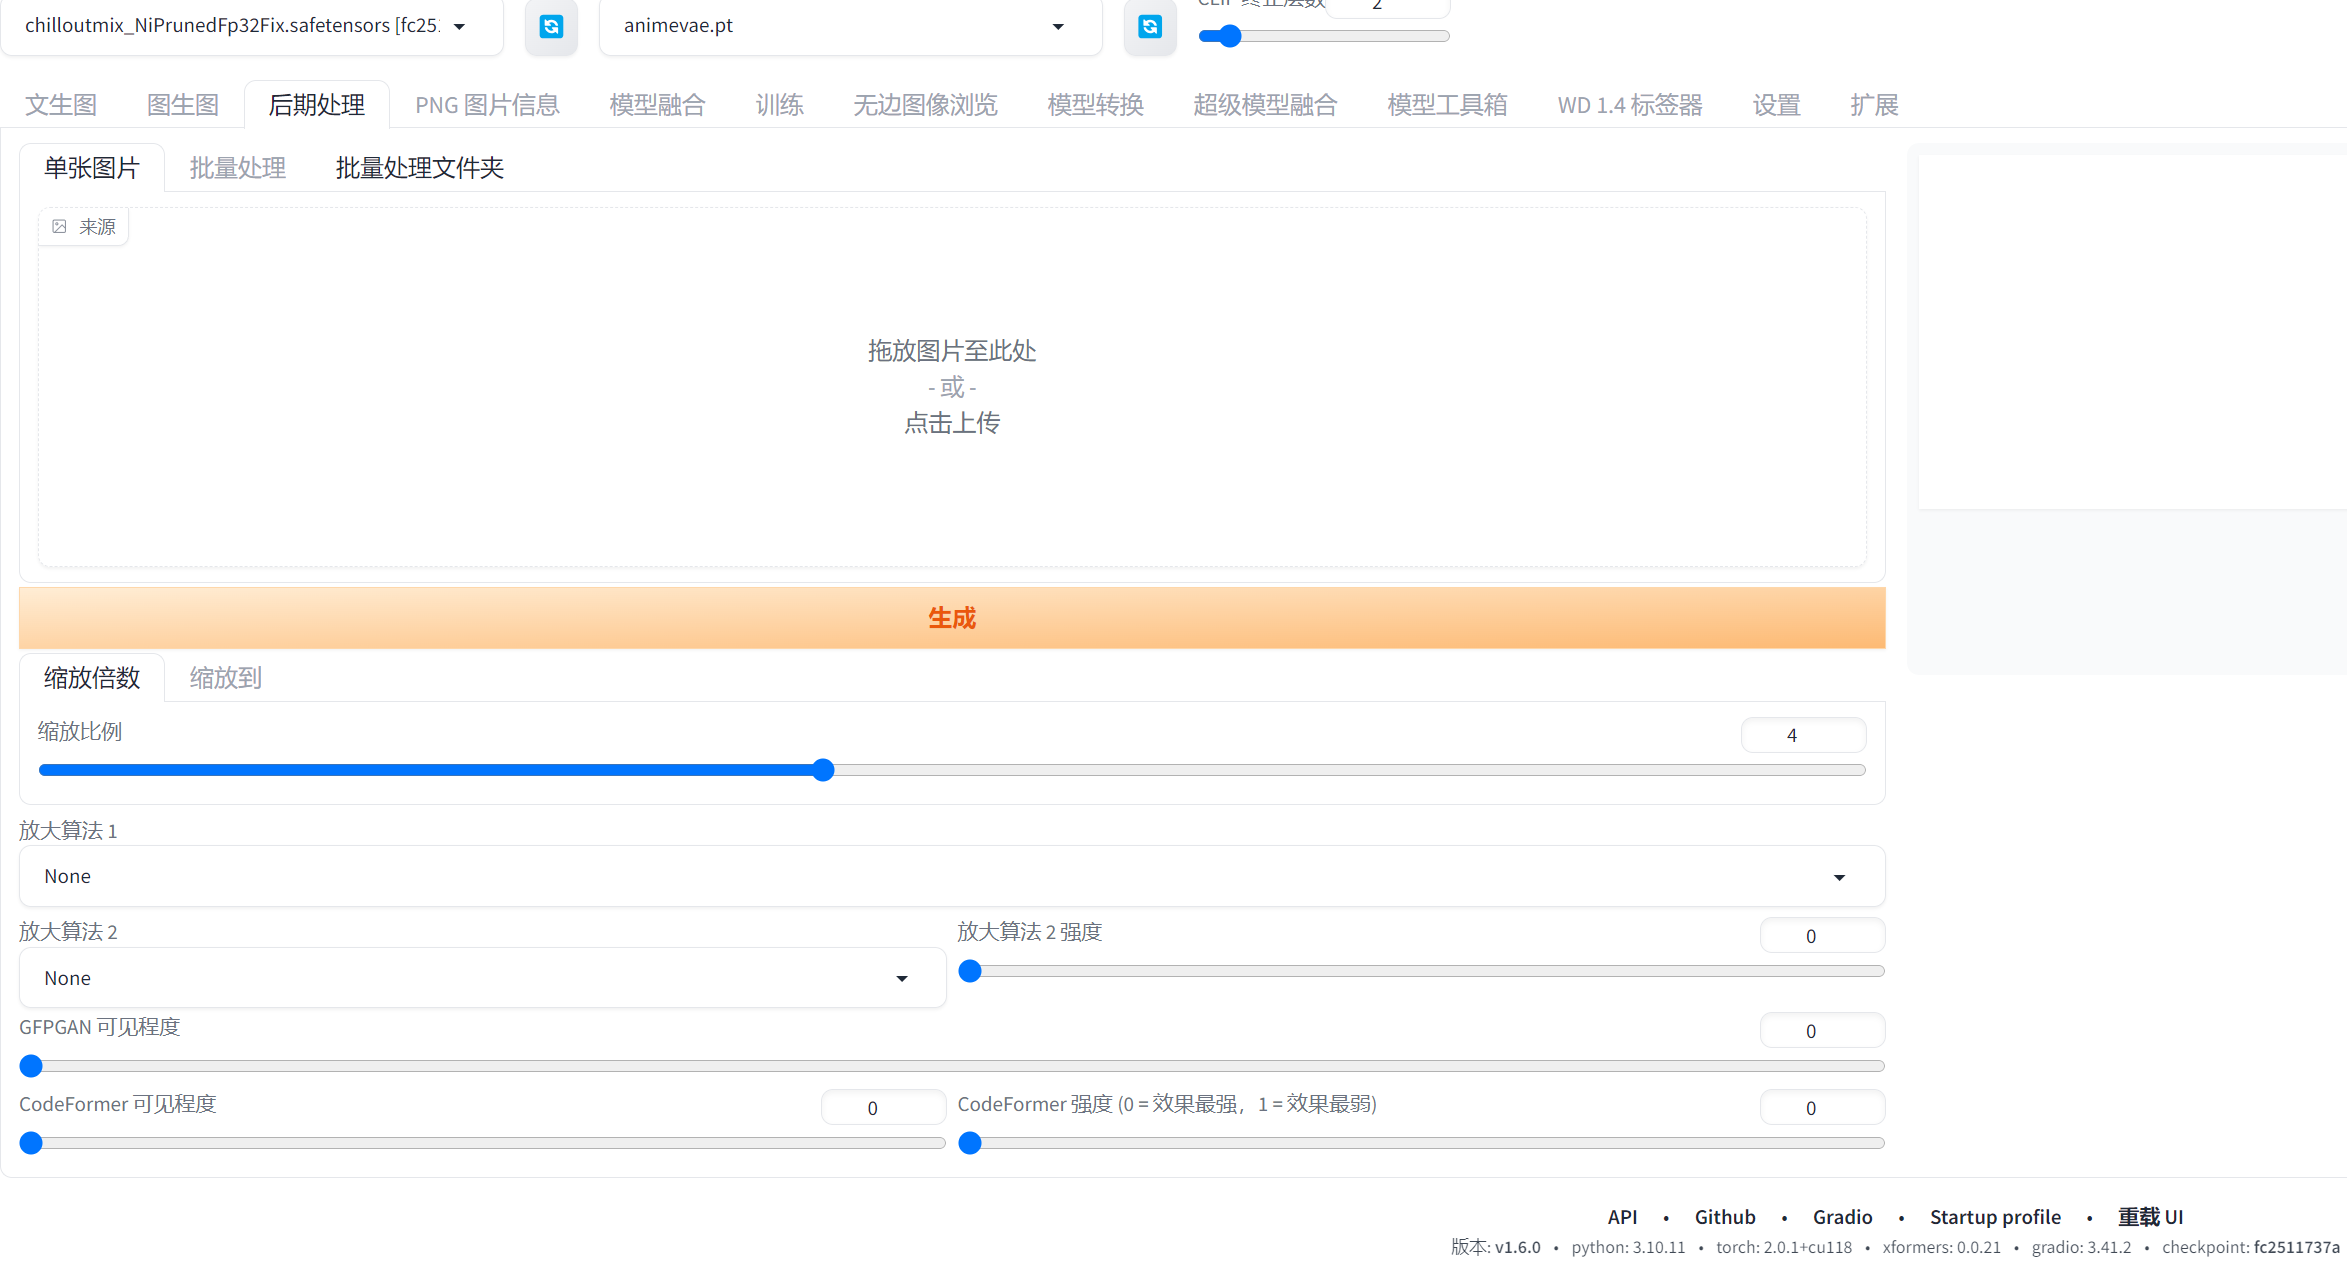 chilloutmix_NiPrunedFp32Fix.safetensors [fc25:
animevae.pt
CLIP 终止层数
2
文生图
图生图
后期处理
PNG 图片信息
模型融合
训练
无边图像浏览
模型转换
超级模型融合
模型工具箱
WD 1.4 标签器
设置
扩展
单张图片
批量处理
批量处理文件夹
来源
拖放图片至此处
- 或 -
点击上传
生成
缩放倍数
缩放到
缩放比例
4
放大算法 1
None
放大算法 2
None
放大算法 2 强度
0
GFPGAN 可见程度
0
CodeFormer 可见程度
0
CodeFormer 强度 (0 = 效果最强，1 = 效果最弱)
0
API • Github • Gradio • Startup profile • 重载 UI
版本: v1.6.0 • python: 3.10.11 • torch: 2.0.1+cu118 • xformers: 0.0.21 • gradio: 3.41.2 • checkpoint: fc2511737a